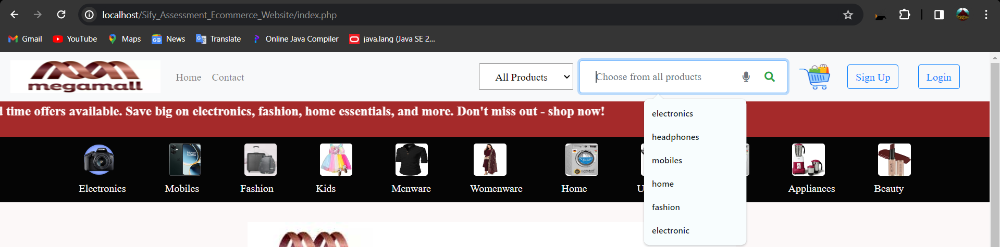 localhost/Sify_Assessment_Ecommerce_Website/index.php
Gmail YouTube Maps News Translate Online Java Compiler java.lang (Java SE 2...
megamall Home Contact All Products Choose from all products Sign Up Login
d time offers available. Save big on electronics, fashion, home essentials, and more. Don't miss out - shop now!
Electronics Mobiles Fashion Kids Menware Womenware Home Appliances Beauty
electronics
headphones
mobiles
home
fashion
electronic